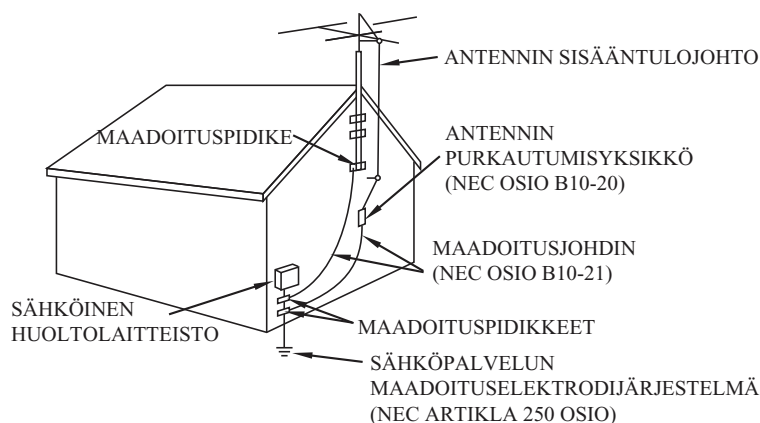 ANTENNIN SISÄÄNTULOJOHTO
MAADOITUSPIDIKE
ANTENNIN
PURKAUTUMISYKSIKKÖ
(NEC OSIO B10-20)
MAADOITUSJOHDIN
(NEC OSIO B10-21)
SÄHKÖINEN
HUOLTOLAITTEISTO
MAADOITUSPIDIKKEET
SÄHKÖPALVELUN
MAADOITUSELEKTRODIJÄRJESTELMÄ
(NEC ARTIKLA 250 OSIO)